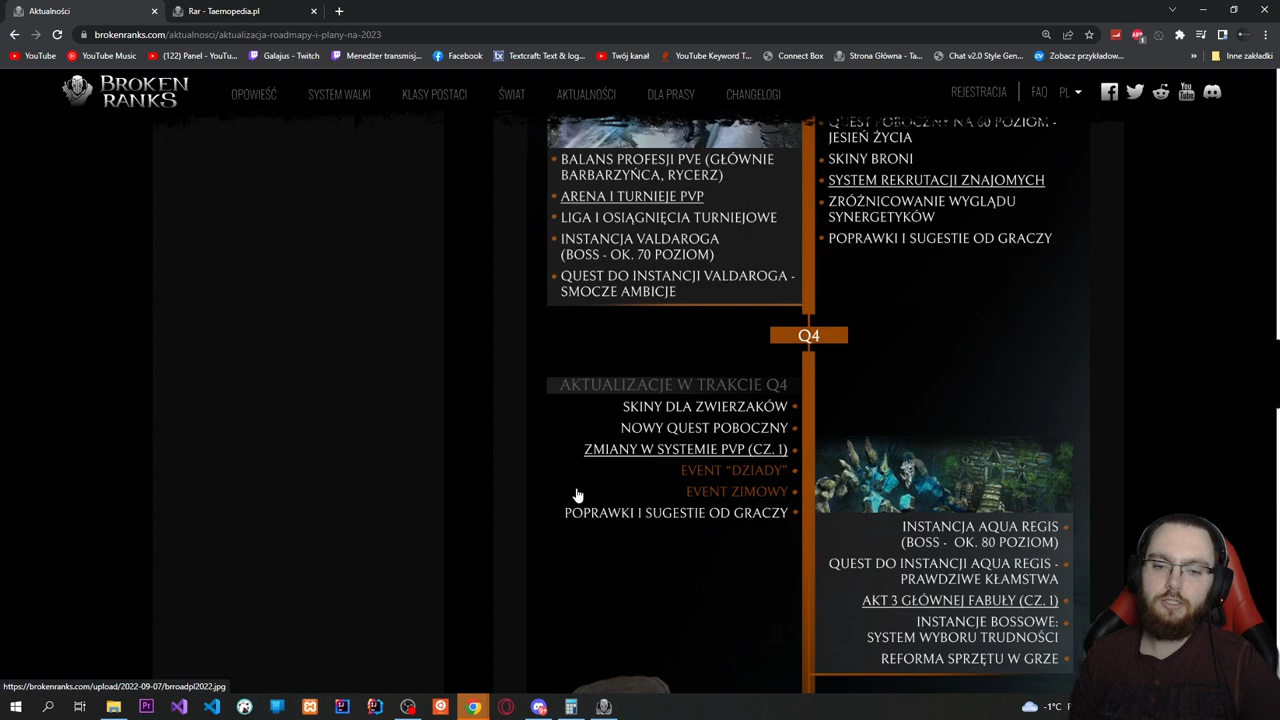 Aktualności
Rar - Taernopedia.pl
brokenranks.com/aktualnosci/aktualizacja-roadmapy-i-plany-na-2023
YouTube
YouTube Music
(122) Panel - YouTu...
Galajus - Twitch
Menedżer transmisj...
Facebook
Textcraft: Text & log...
Twój kanał
YouTube Keyword T...
Connect Box
Strona Główna - Ta...
Chat v2.0 Style Gen...
Zobacz przykładow...
Inne zakładki
BROKEN
RANKS
OPOWIEŚĆ
SYSTEM WALKI
KLASY POSTACI
ŚWIAT
AKTUALNOŚCI
DLA PRASY
CHANGELOGI
REJESTRACJA
FAQ
PL
QUEST POBOCZNY NA 60 POZIOM -
JESIEŃ ŻYCIA
SKINY BRONI
SYSTEM REKRUTACJI ZNAJOMYCH
ZRÓŻNICOWANIE WYGLĄDU
SYNERGETYKÓW
POPRAWKI I SUGESTIE OD GRACZY
BALANS PROFESJI PVE (GŁÓWNIE
BARBARZYŃCA, RYCERZ)
ARENA I TURNIEJE PVP
LIGA I OSIĄGNIĘCIA TURNIEJOWE
INSTANCJA VALDAROGA
(BOSS - OK. 70 POZIOM)
QUEST DO INSTANCJI VALDAROGA -
SMOCZE AMBICJE
Q4
AKTUALIZACJE W TRAKCIE Q4
SKINY DLA ZWIERZAKÓW
NOWY QUEST POBOCZNY
ZMIANY W SYSTEMIE PVP (CZ. 1)
EVENT “DZIADY”
EVENT ZIMOWY
POPRAWKI I SUGESTIE OD GRACZY
INSTANCJA AQUA REGIS
(BOSS - OK. 80 POZIOM)
QUEST DO INSTANCJI AQUA REGIS -
PRAWDZIWE KŁAMSTWA
AKT 3 GŁÓWNEJ FABUŁY (CZ. 1)
INSTANCJE BOSSOWE:
SYSTEM WYBORU TRUDNOŚCI
REFORMA SPRZĘTU W GRZE
https://brokenranks.com/upload/2022-09-07/brroadpl2022.jpg
-1°C